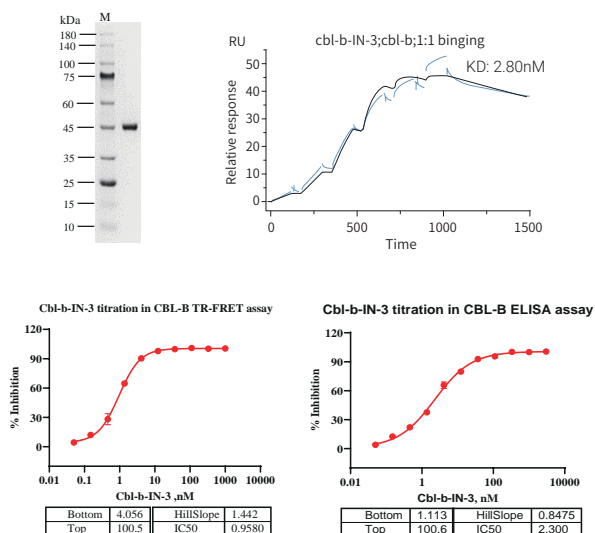 kDa M
180
140
100
75
60
45
35
25
15
10
RU
cbl-b-IN-3;cbl-b;1:1 binging
KD: 2.80nM
Relative response
50
40
30
20
10
0
0 500 1000 1500
Time
Cbl-b-IN-3 titration in CBL-B TR-FRET assay
% Inhibition
120
90
60
30
0
0.01 0.1 1 10 100 1000 10000
Cbl-b-IN-3 ,nM
Bottom 4.056 HillSlope 1.442
Top 100.5 IC50 0.9580
Cbl-b-IN-3 titration in CBL-B ELISA assay
% Inhibition
120
90
60
30
0
0.01 1 100 10000
Cbl-b-IN-3, nM
Bottom 1.113 HillSlope 0.8475
Top 100.6 IC50 2.300